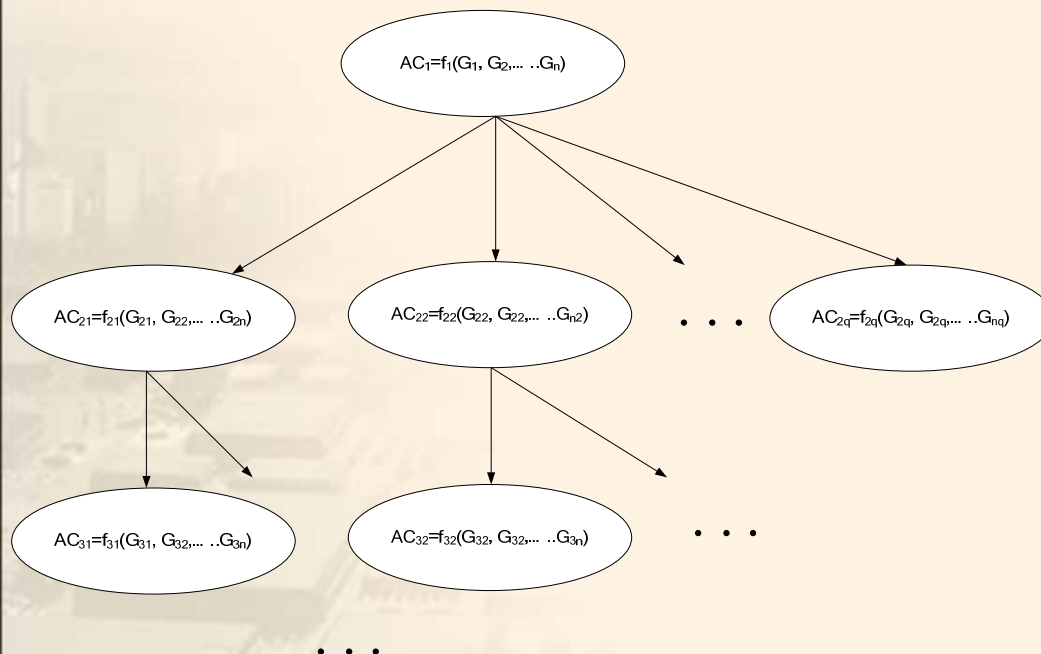 AC₁=f₁(G₁, G₂,... ..Gₙ)
AC₂₁=f₂₁(G₂₁, G₂₂,... ..G₂ₙ)
AC₂₂=f₂₂(G₂₂, G₂₂,... ..Gₙ₂)
. . .
AC₂q=f₂q(G₂q, G₂q,... ..Gₙq)
AC₃₁=f₃₁(G₃₁, G₃₂,... ..G₃ₙ)
AC₃₂=f₃₂(G₃₂, G₃₂,... ..G₃ₙ)
. . .
. . .